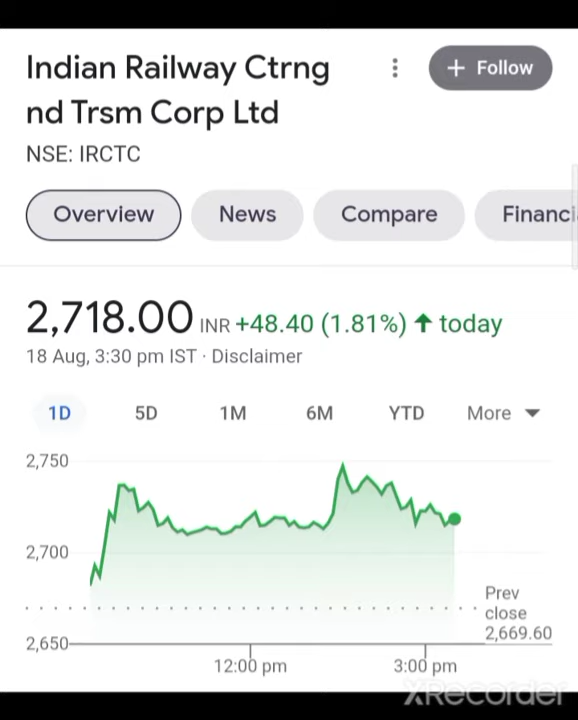 Indian Railway Ctrng
nd Trsm Corp Ltd
+ Follow
NSE: IRCTC
Overview
News
Compare
Financi
2,718.00 INR +48.40 (1.81%) ↑ today
18 Aug, 3:30 pm IST · Disclaimer
1D
5D
1M
6M
YTD
More
2,750
2,700
2,650
Prev
close
2,669.60
12:00 pm
3:00 pm
XRecorder